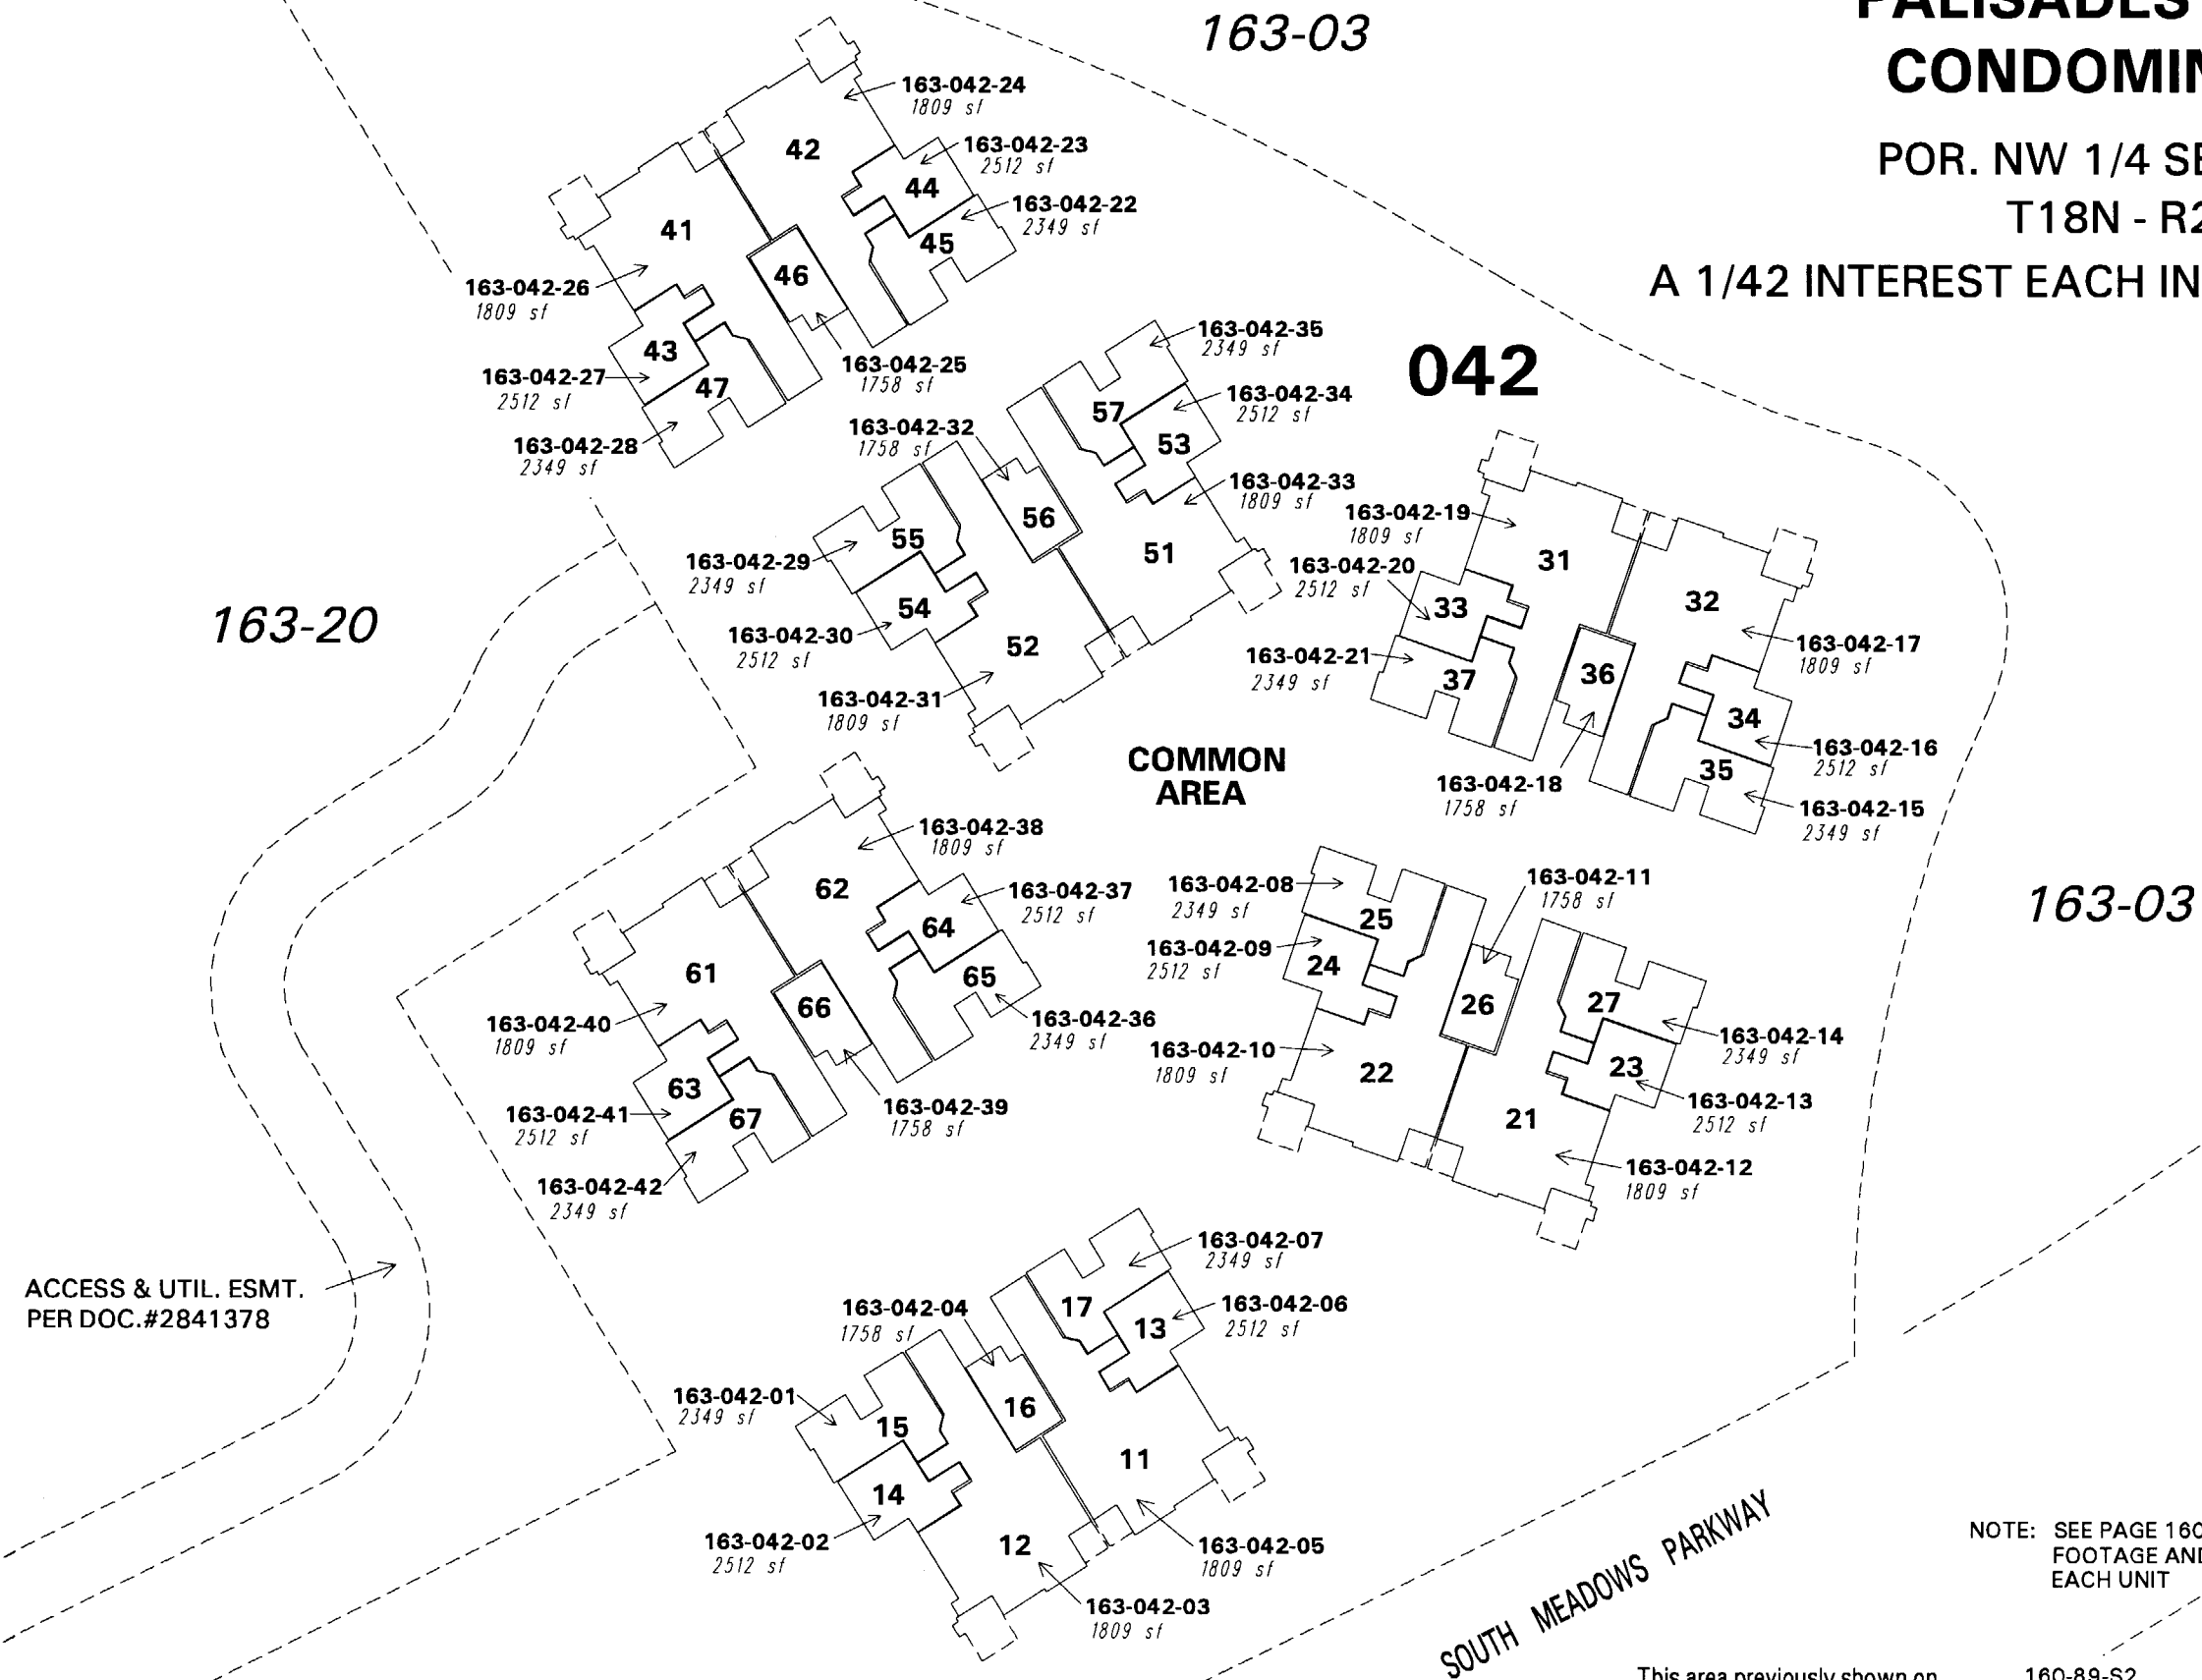 PALISADES
CONDOMIN
POR. NW 1/4 SE
T18N - R2
A 1/42 INTEREST EACH IN
163-03
042
163-042-24
1809 sf
42
163-042-23
2512 sf
44
163-042-22
2349 sf
45
41
163-042-26
1809 sf
46
163-042-25
1758 sf
43
163-042-27
2512 sf
47
163-042-28
2349 sf
163-042-35
2349 sf
57
163-042-34
2512 sf
53
163-042-32
1758 sf
56
163-042-33
1809 sf
51
55
163-042-29
2349 sf
54
163-042-30
2512 sf
52
163-042-31
1809 sf
163-042-19
1809 sf
31
163-042-20
2512 sf
33
163-042-21
2349 sf
37
32
163-042-17
1809 sf
36
163-042-18
1758 sf
34
163-042-16
2512 sf
35
163-042-15
2349 sf
163-20
COMMON
AREA
163-042-38
1809 sf
62
163-042-37
2512 sf
64
65
163-042-36
2349 sf
61
163-042-40
1809 sf
66
163-042-39
1758 sf
63
163-042-41
2512 sf
67
163-042-42
2349 sf
163-042-08
2349 sf
25
163-042-09
2512 sf
24
163-042-10
1809 sf
22
163-042-11
1758 sf
26
27
163-042-14
2349 sf
23
163-042-13
2512 sf
21
163-042-12
1809 sf
163-03
ACCESS & UTIL. ESMT.
PER DOC.#2841378
163-042-07
2349 sf
17
163-042-06
2512 sf
13
163-042-04
1758 sf
16
163-042-01
2349 sf
15
14
163-042-02
2512 sf
11
163-042-05
1809 sf
12
163-042-03
1809 sf
SOUTH MEADOWS PARKWAY
NOTE: SEE PAGE 160
FOOTAGE AND
EACH UNIT
This area previously shown on 160-89-S2